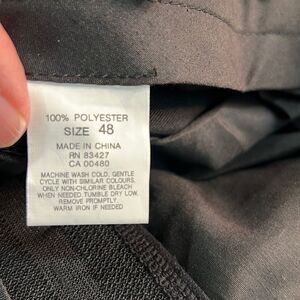 100% POLYESTER
SIZE 48
MADE IN CHINA
RN 83427
CA 00480
MACHINE WASH COLD, GENTLE
CYCLE WITH SIMILAR COLOURS.
ONLY NON-CHLORINE BLEACH
WHEN NEEDED. TUMBLE DRY LOW.
REMOVE PROMPTLY.
WARM IRON IF NEEDED